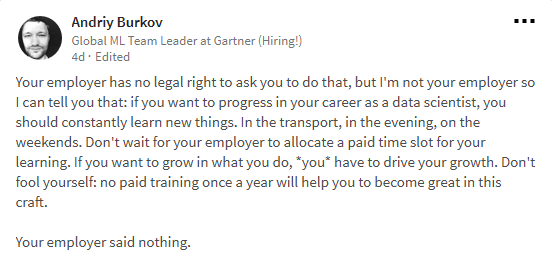 Andriy Burkov
Global ML Team Leader at Gartner (Hiring!)
4d · Edited
Your employer has no legal right to ask you to do that, but I'm not your employer so
I can tell you that: if you want to progress in your career as a data scientist, you
should constantly learn new things. In the transport, in the evening, on the
weekends. Don't wait for your employer to allocate a paid time slot for your
learning. If you want to grow in what you do, *you* have to drive your growth. Don't
fool yourself: no paid training once a year will help you to become great in this
craft.
Your employer said nothing.